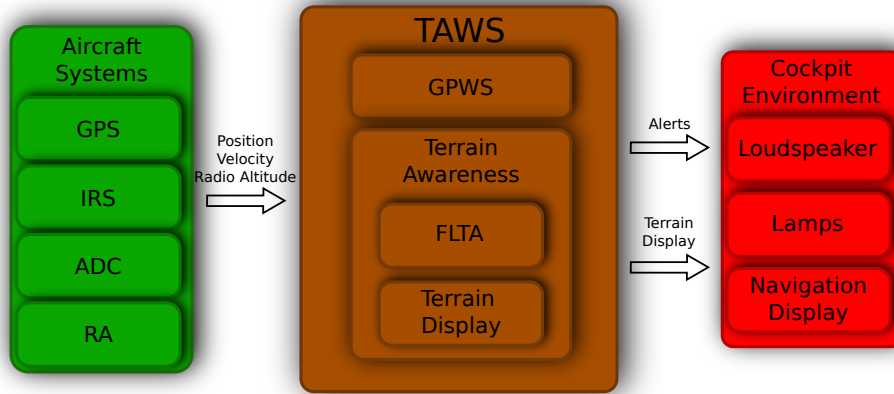 Aircraft
Systems
GPS
IRS
ADC
RA
Position
Velocity
Radio Altitude
TAWS
GPWS
Terrain
Awareness
FLTA
Terrain
Display
Alerts
Terrain
Display
Cockpit
Environment
Loudspeaker
Lamps
Navigation
Display